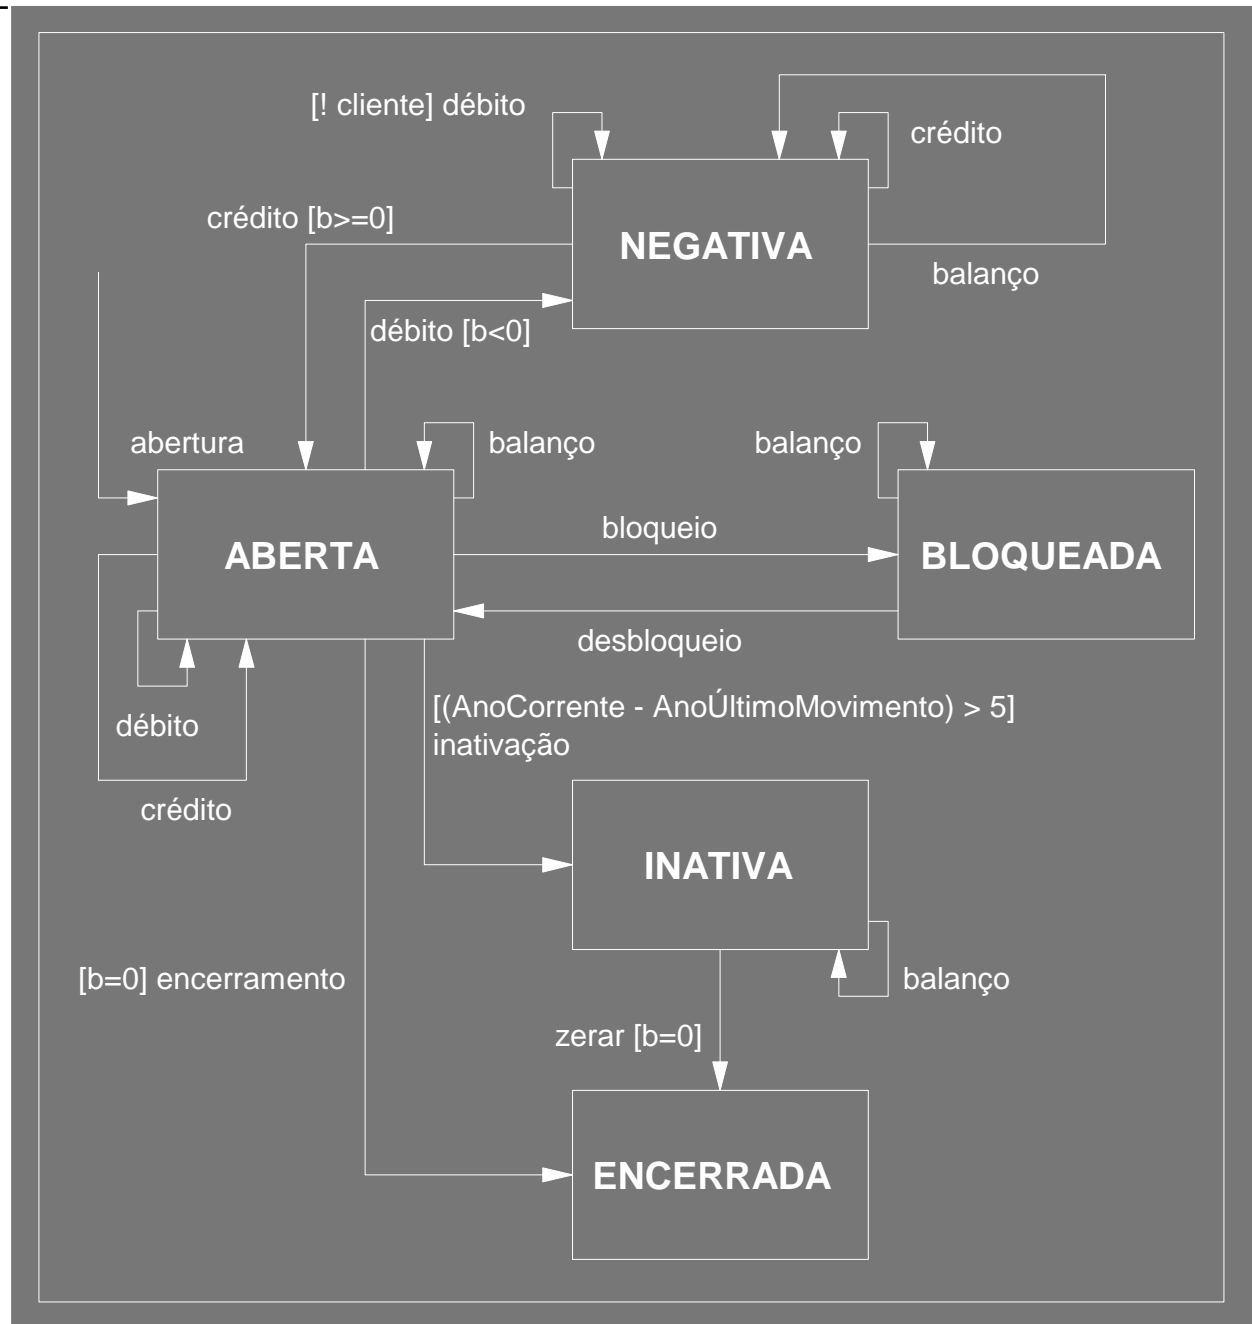 [! cliente] débito
crédito
crédito [b>=0]
NEGATIVA
balanço
débito [b<0]
abertura
balanço
balanço
bloqueio
ABERTA
BLOQUEADA
desbloqueio
[(AnoCorrente - AnoÚltimoMovimento) > 5]
inativação
débito
crédito
INATIVA
[b=0] encerramento
balanço
zerar [b=0]
ENCERRADA